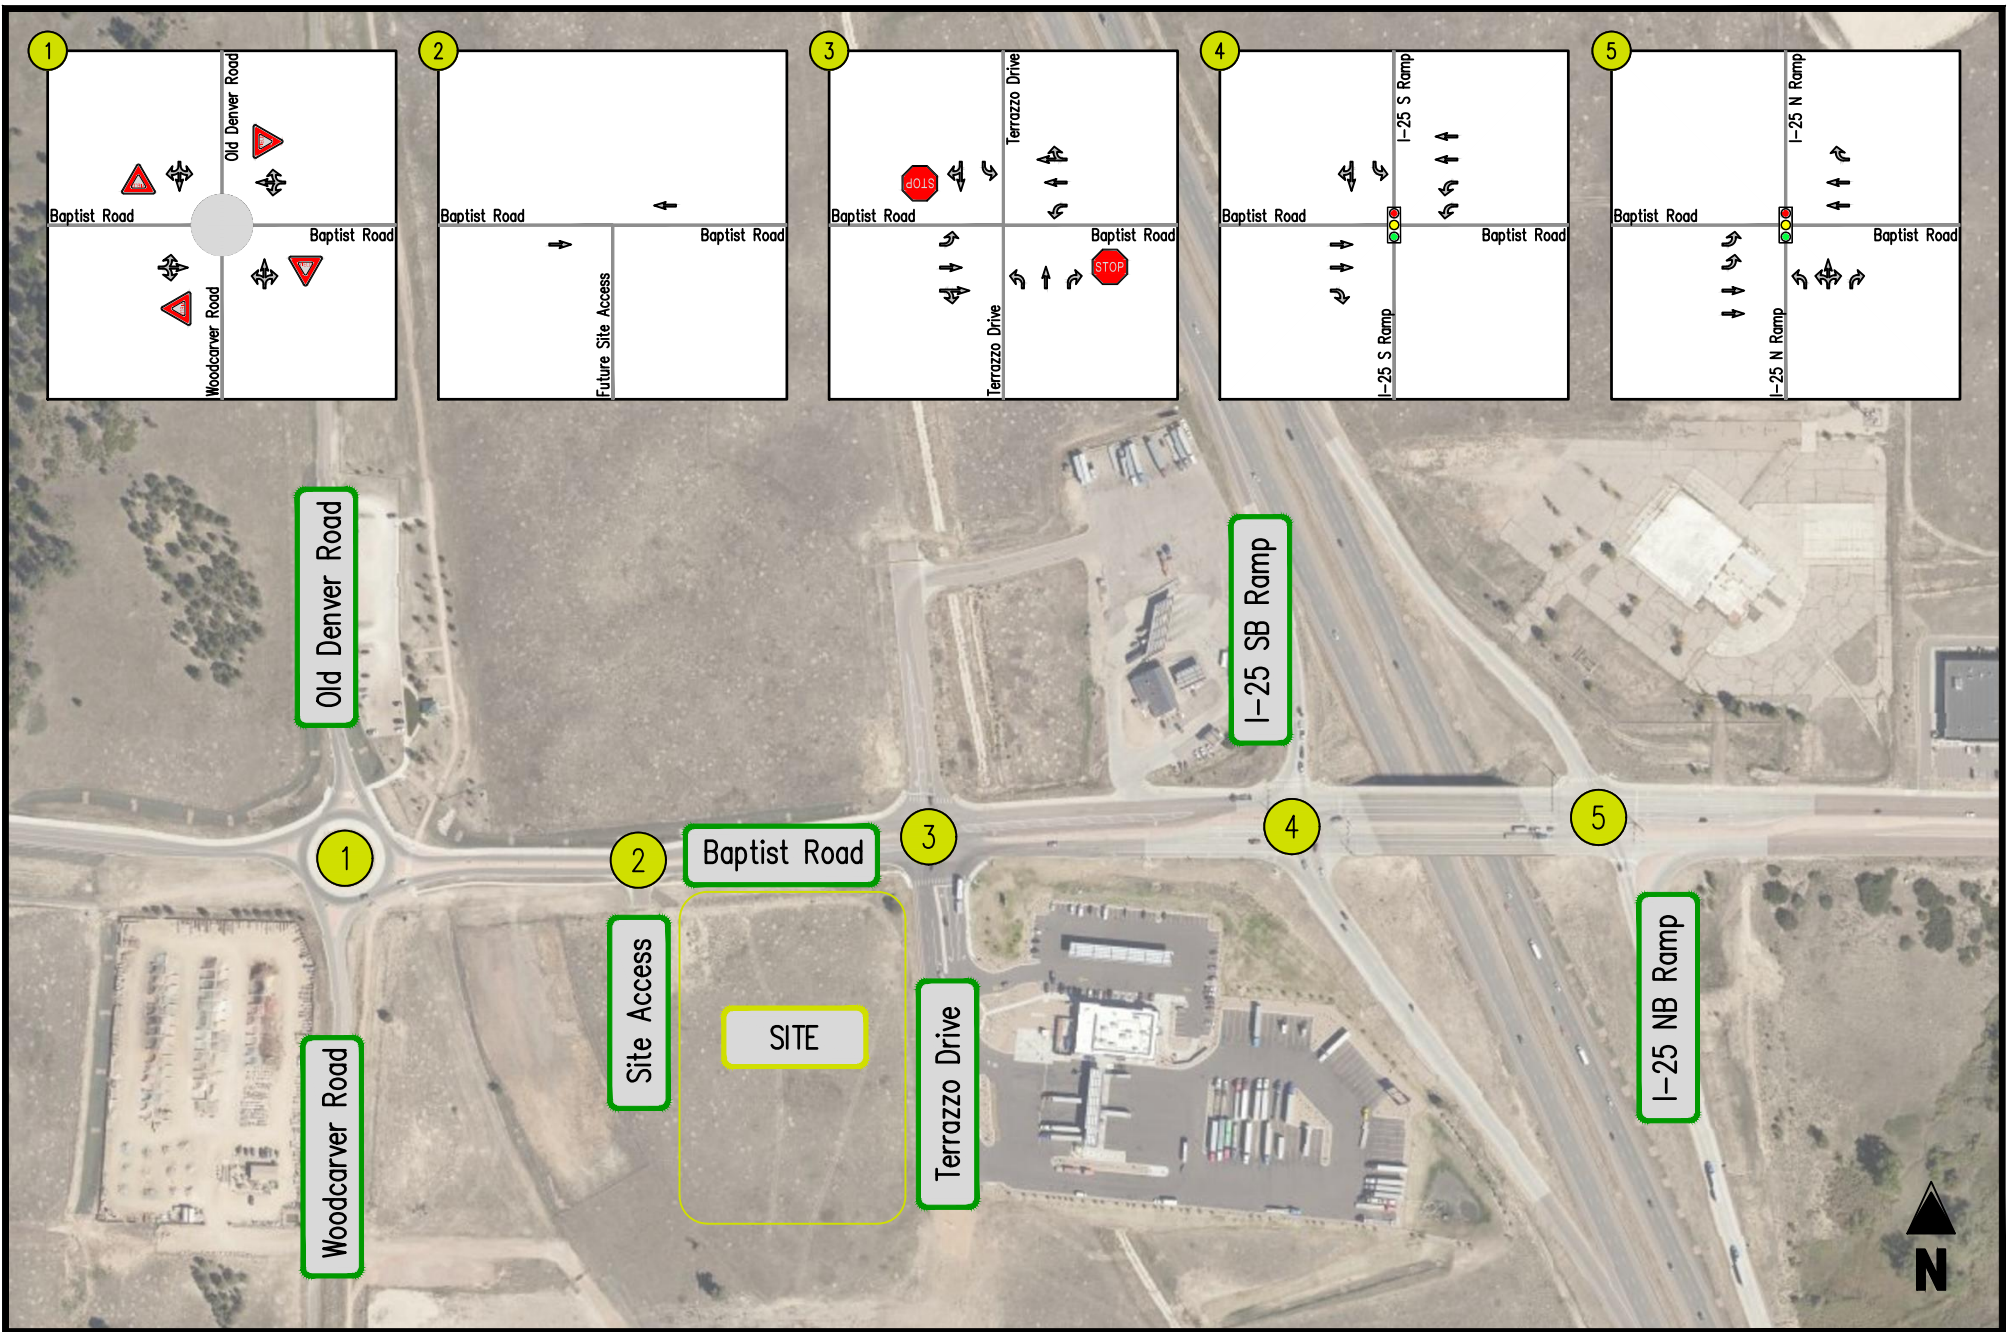 1
Old Denver Road
Baptist Road
Baptist Road
Woodcarver Road
2
Baptist Road
Baptist Road
Future Site Access
3
Terrazzo Drive
STOP
Baptist Road
Baptist Road
STOP
Terrazzo Drive
4
I-25 S Ramp
Baptist Road
Baptist Road
I-25 S Ramp
5
I-25 N Ramp
Baptist Road
Baptist Road
I-25 N Ramp
Old Denver Road
I-25 SB Ramp
1
2
Baptist Road
3
4
5
Site Access
SITE
Terrazzo Drive
I-25 NB Ramp
Woodcarver Road
N